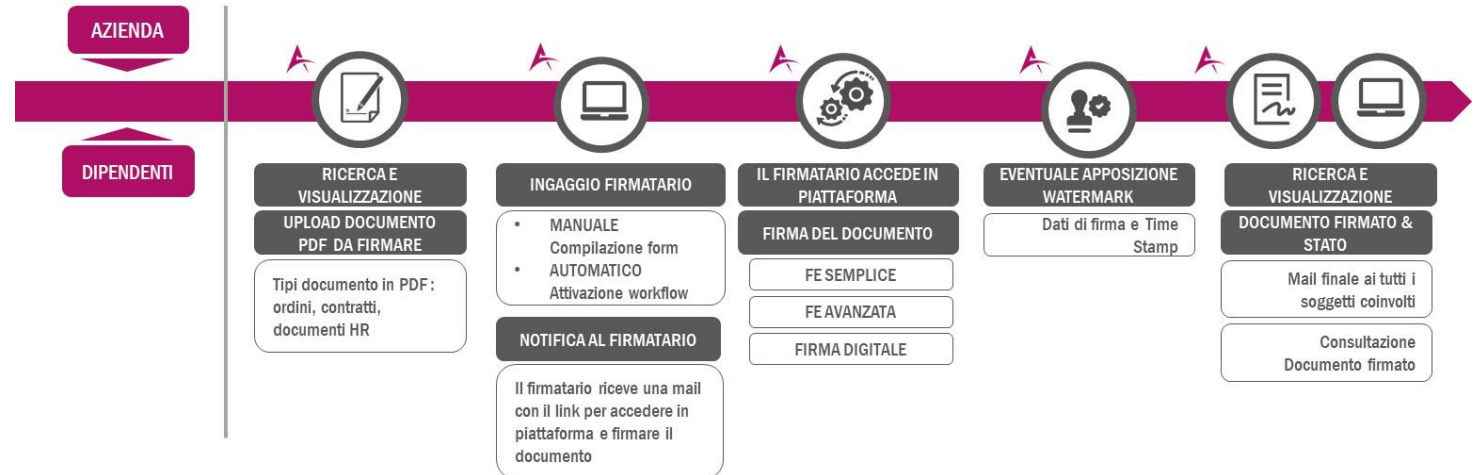 AZIENDA
DIPENDENTI
RICERCA E
VISUALIZZAZIONE
UPLOAD DOCUMENTO
PDF DA FIRMARE
Tipi documento in PDF :
ordini, contratti,
documenti HR
INGAGGIO FIRMATARIO
• MANUALE
Compilazione form
• AUTOMATICO
Attivazione workflow
NOTIFICA AL FIRMATARIO
Il firmatario riceve una mail
con il link per accedere in
piattaforma e firmare il
documento
IL FIRMATARIO ACCEDE IN
PIATTAFORMA
FIRMA DEL DOCUMENTO
FE SEMPLICE
FE AVANZATA
FIRMA DIGITALE
EVENTUALE APPOSIZIONE
WATERMARK
Dati di firma e Time
Stamp
RICERCA E
VISUALIZZAZIONE
DOCUMENTO FIRMATO &
STATO
Mail finale ai tutti i
soggetti coinvolti
Consultazione
Documento firmato